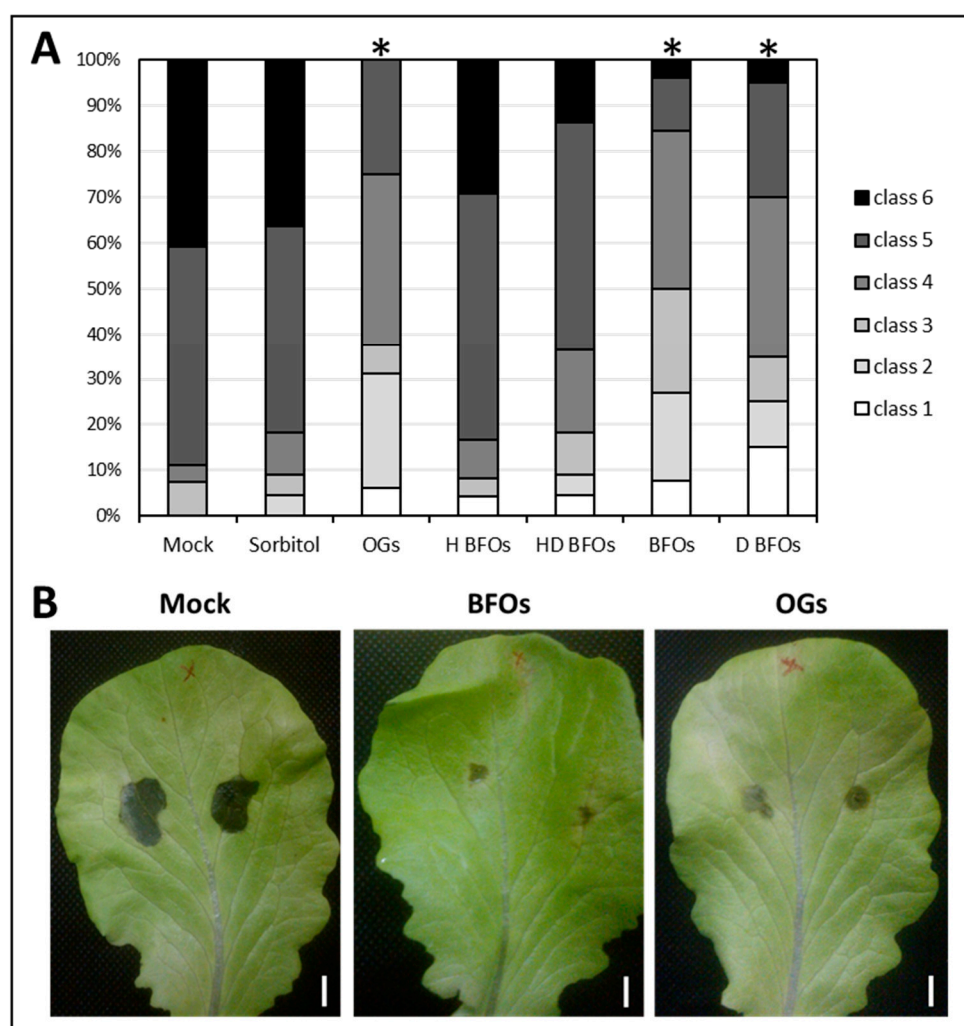 A
* * *
100%
90%
80%
70%
60%
50%
40%
30%
20%
10%
0%
Mock Sorbitol OGs H BFOs HD BFOs BFOs D BFOs
class 6
class 5
class 4
class 3
class 2
class 1
B
Mock BFOs OGs